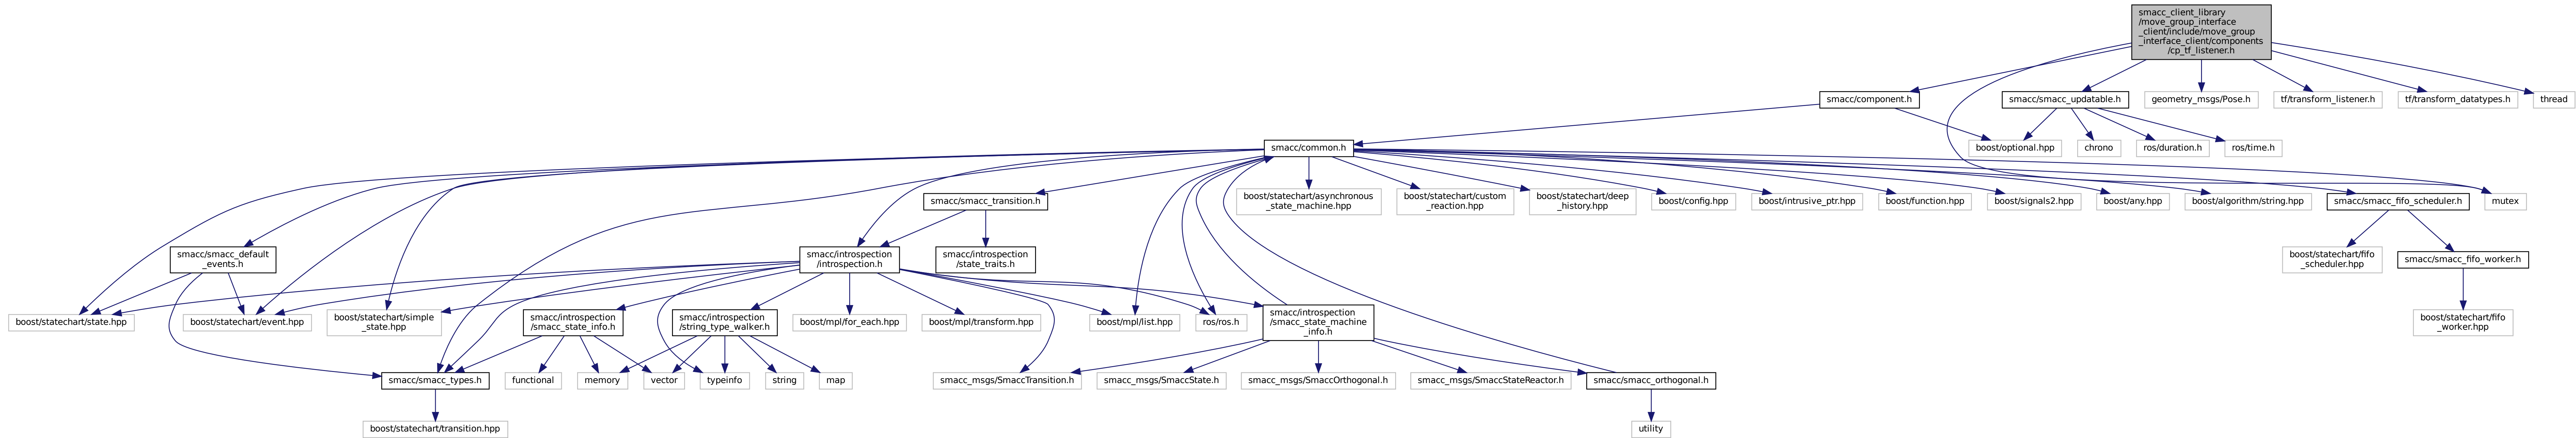 smacc_client_library
/move_group_interface
_client/include/move_group
_interface_client/components
/cp_tf_listener.h
smacc/component.h
smacc/smacc_updatable.h
geometry_msgs/Pose.h
tf/transform_listener.h
tf/transform_datatypes.h
thread
smacc/common.h
boost/optional.hpp
chrono
ros/duration.h
ros/time.h
smacc/smacc_transition.h
boost/statechart/asynchronous
_state_machine.hpp
boost/statechart/custom
_reaction.hpp
boost/statechart/deep
_history.hpp
boost/config.hpp
boost/intrusive_ptr.hpp
boost/function.hpp
boost/signals2.hpp
boost/any.hpp
boost/algorithm/string.hpp
smacc/smacc_fifo_scheduler.h
mutex
smacc/smacc_default
_events.h
smacc/introspection
/introspection.h
smacc/introspection
/state_traits.h
boost/statechart/fifo
_scheduler.hpp
smacc/smacc_fifo_worker.h
boost/statechart/state.hpp
boost/statechart/event.hpp
boost/statechart/simple
_state.hpp
smacc/introspection
/smacc_state_info.h
smacc/introspection
/string_type_walker.h
boost/mpl/for_each.hpp
boost/mpl/transform.hpp
boost/mpl/list.hpp
ros/ros.h
smacc/introspection
/smacc_state_machine
_info.h
boost/statechart/fifo
_worker.hpp
smacc/smacc_types.h
functional
memory
vector
typeinfo
string
map
smacc_msgs/SmaccTransition.h
smacc_msgs/SmaccState.h
smacc_msgs/SmaccOrthogonal.h
smacc_msgs/SmaccStateReactor.h
smacc/smacc_orthogonal.h
boost/statechart/transition.hpp
utility